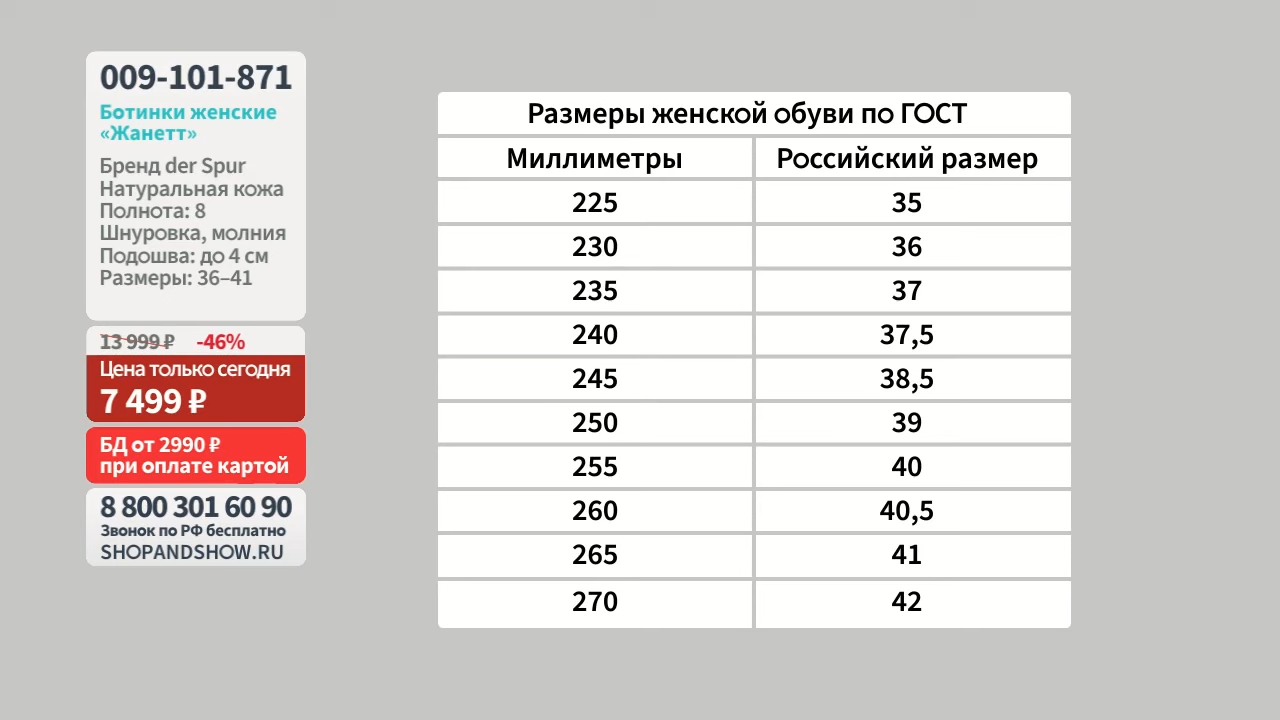 009-101-871
Ботинки женские
«Жанетт»
Бренд der Spur
Натуральная кожа
Полнота: 8
Шнуровка, молния
Подошва: до 4 см
Размеры: 36–41
13 999 ₽ -46%
Цена только сегодня
7 499 ₽
БД от 2990 ₽
при оплате картой
8 800 301 60 90
Звонок по РФ бесплатно
SHOPANDSHOW.RU
Размеры женской обуви по ГОСТ
Миллиметры Российский размер
225 35
230 36
235 37
240 37,5
245 38,5
250 39
255 40
260 40,5
265 41
270 42